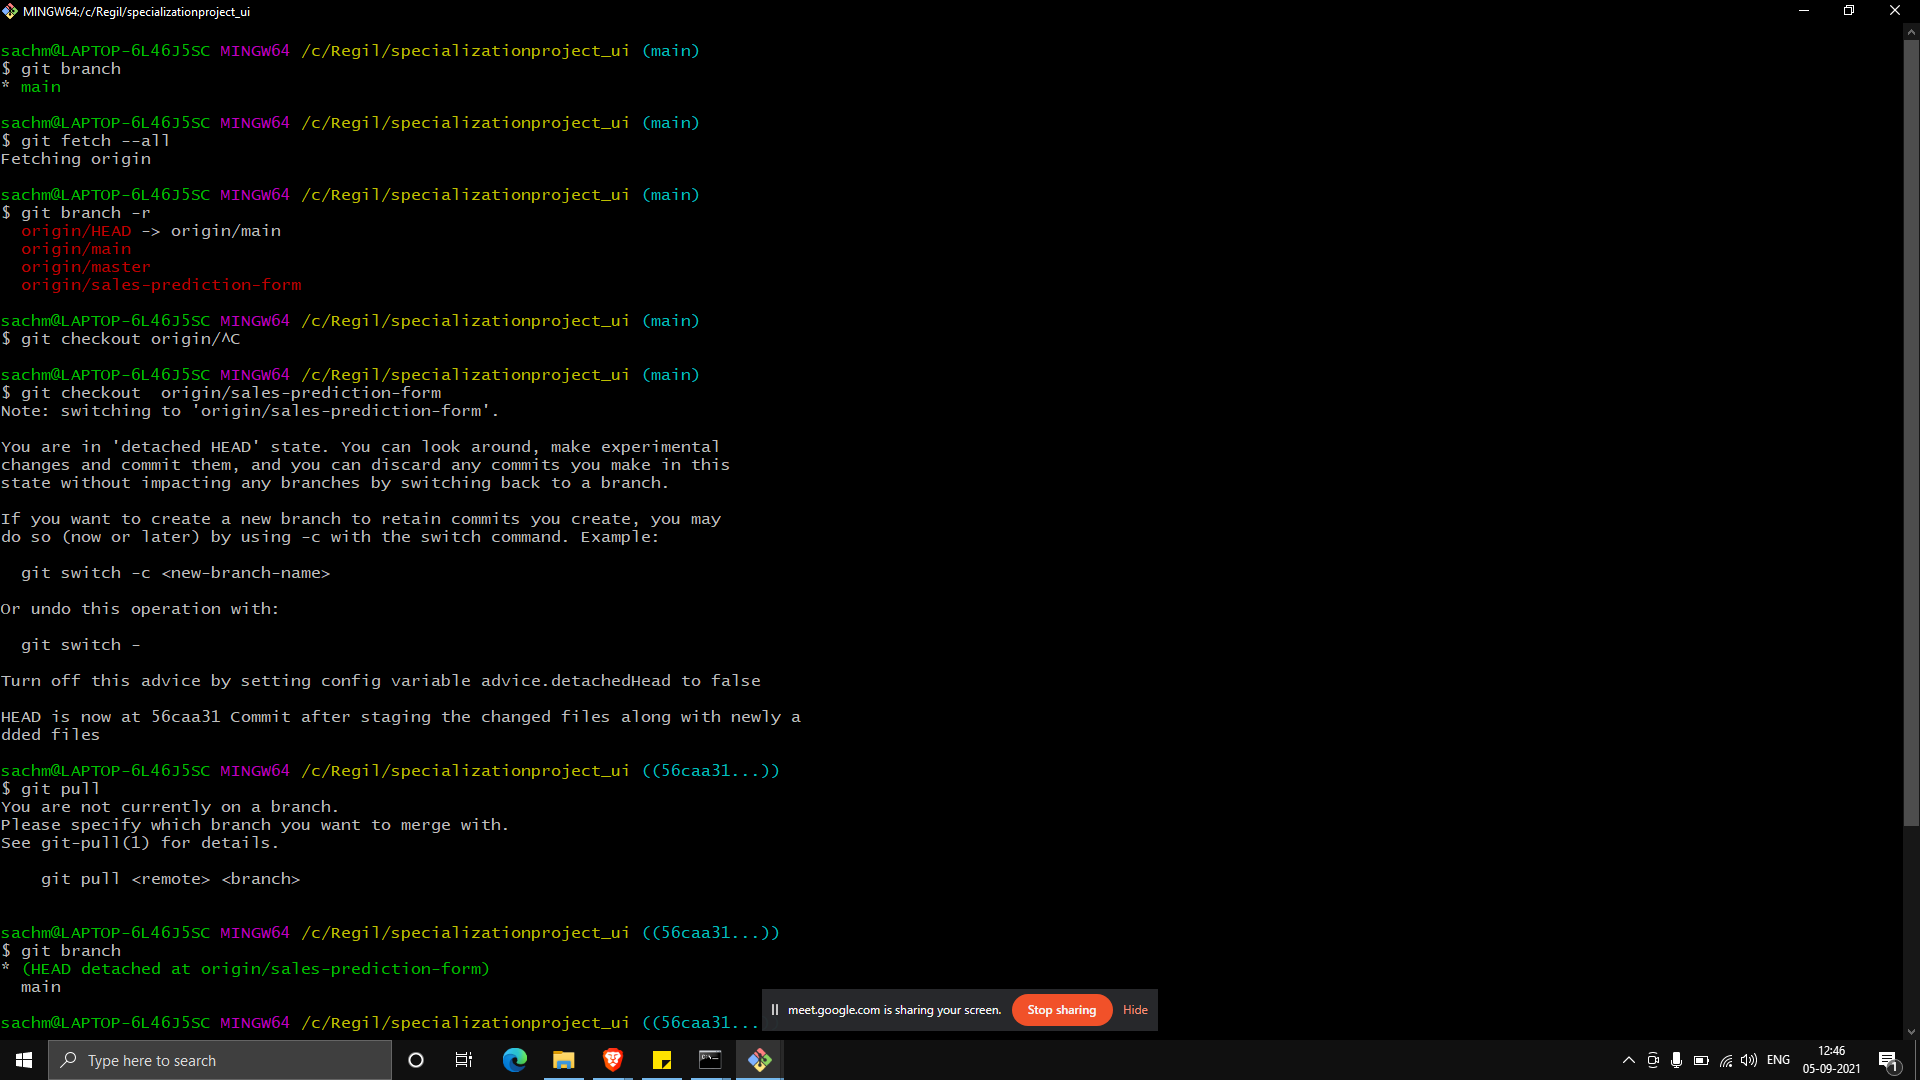 MINGW64:/c/Regil/specializationproject_ui
sachm@LAPTOP-6L46J5SC MINGW64 /c/Regil/specializationproject_ui (main)
$ git branch
* main
sachm@LAPTOP-6L46J5SC MINGW64 /c/Regil/specializationproject_ui (main)
$ git fetch --all
Fetching origin
sachm@LAPTOP-6L46J5SC MINGW64 /c/Regil/specializationproject_ui (main)
$ git branch -r
  origin/HEAD -> origin/main
  origin/main
  origin/master
  origin/sales-prediction-form
sachm@LAPTOP-6L46J5SC MINGW64 /c/Regil/specializationproject_ui (main)
$ git checkout origin/^C
sachm@LAPTOP-6L46J5SC MINGW64 /c/Regil/specializationproject_ui (main)
$ git checkout  origin/sales-prediction-form
Note: switching to 'origin/sales-prediction-form'.
You are in 'detached HEAD' state. You can look around, make experimental
changes and commit them, and you can discard any commits you make in this
state without impacting any branches by switching back to a branch.
If you want to create a new branch to retain commits you create, you may
do so (now or later) by using -c with the switch command. Example:
  git switch -c <new-branch-name>
Or undo this operation with:
  git switch -
Turn off this advice by setting config variable advice.detachedHead to false
HEAD is now at 56caa31 Commit after staging the changed files along with newly a
dded files
sachm@LAPTOP-6L46J5SC MINGW64 /c/Regil/specializationproject_ui ((56caa31...))
$ git pull
You are not currently on a branch.
Please specify which branch you want to merge with.
See git-pull(1) for details.
    git pull <remote> <branch>
sachm@LAPTOP-6L46J5SC MINGW64 /c/Regil/specializationproject_ui ((56caa31...))
$ git branch
* (HEAD detached at origin/sales-prediction-form)
  main
sachm@LAPTOP-6L46J5SC MINGW64 /c/Regil/specializationproject_ui ((56caa31...
meet.google.com is sharing your screen. Stop sharing Hide
Type here to search
ENG
12:46
05-09-2021
1